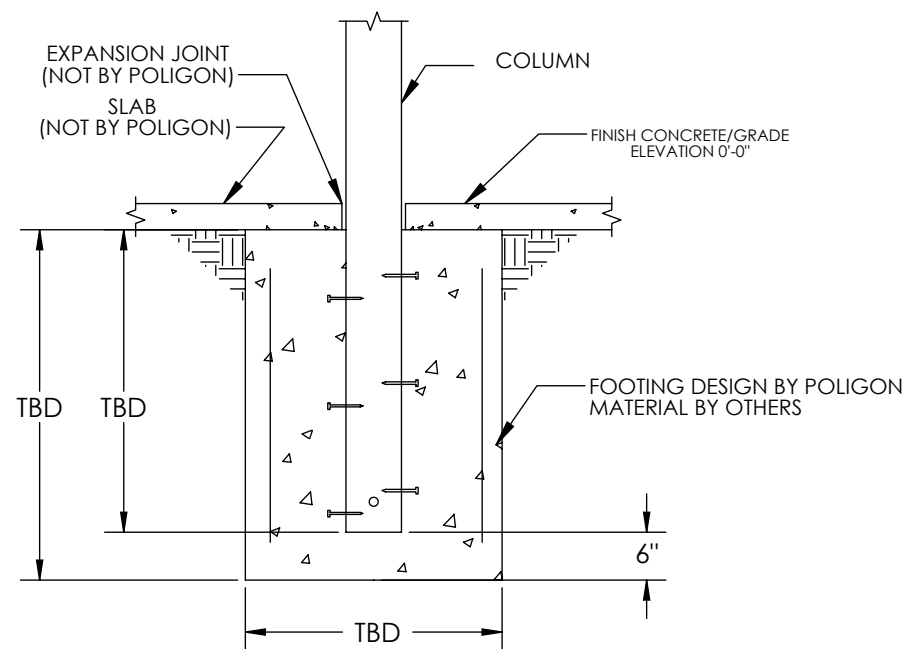 EXPANSION JOINT
(NOT BY POLIGON)
SLAB
(NOT BY POLIGON)
COLUMN
FINISH CONCRETE/GRADE
ELEVATION 0'-0"
TBD
TBD
FOOTING DESIGN BY POLIGON
MATERIAL BY OTHERS
6"
TBD